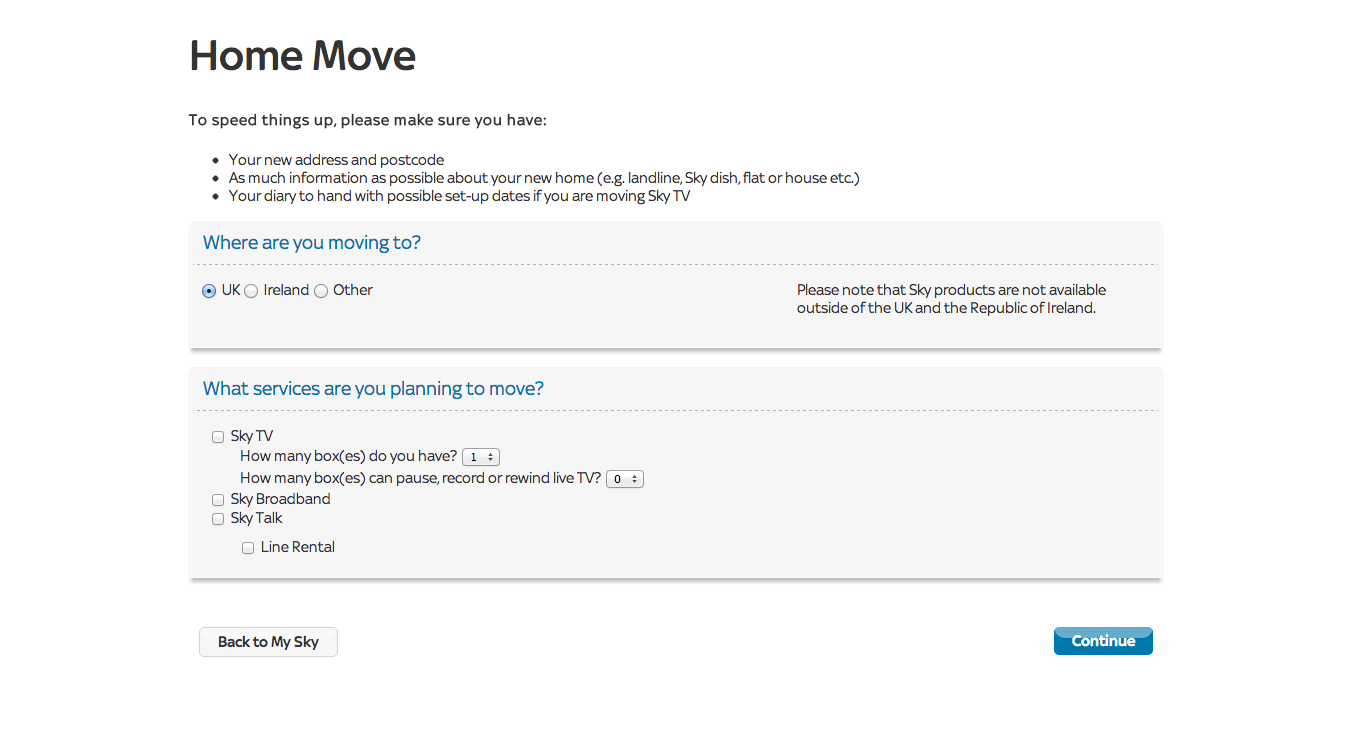 Home Move
To speed things up, please make sure you have:
Your new address and postcode
As much information as possible about your new home (e.g. landline, Sky dish, flat or house etc.)
Your diary to hand with possible set-up dates if you are moving Sky TV
Where are you moving to?
UK Ireland Other
Please note that Sky products are not available
outside of the UK and the Republic of Ireland.
What services are you planning to move?
Sky TV
How many box(es) do you have? 1
How many box(es) can pause, record or rewind live TV? 0
Sky Broadband
Sky Talk
Line Rental
Back to My Sky
Continue